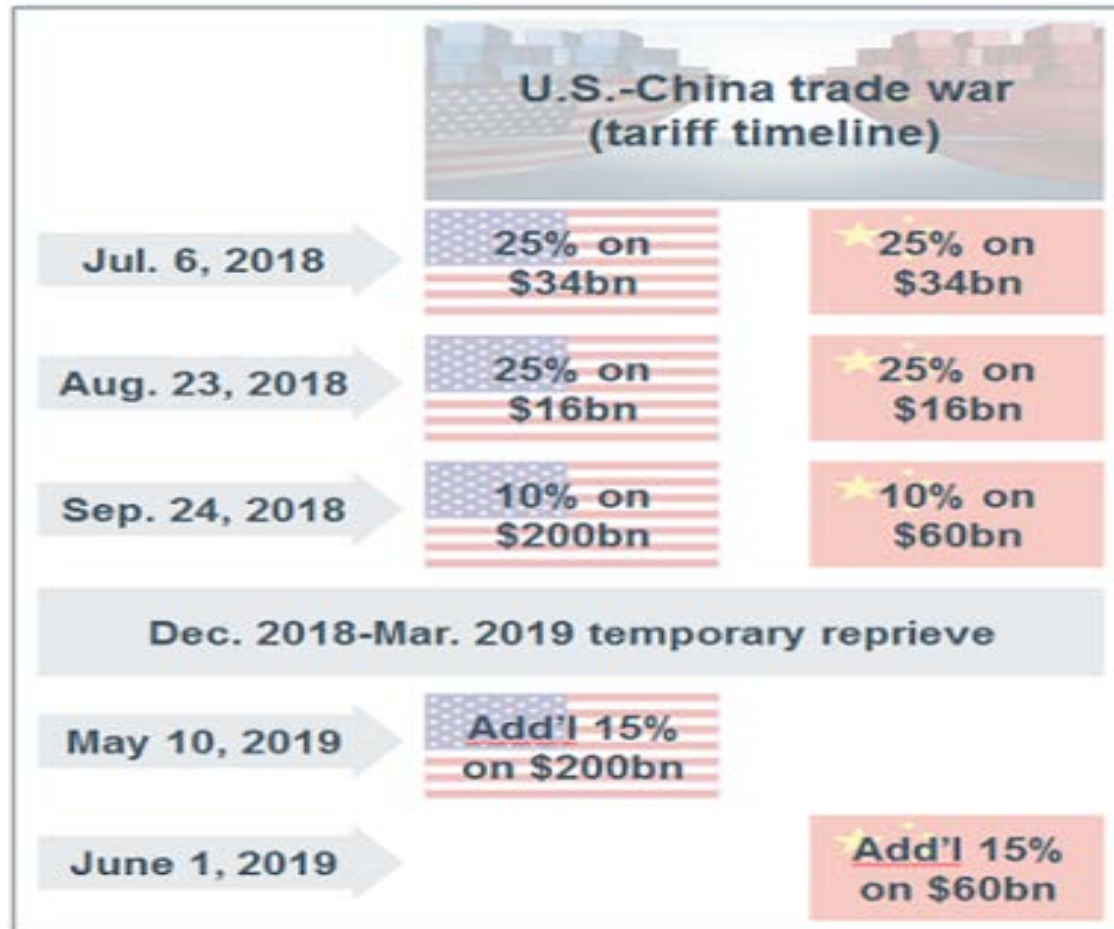 U.S.-China trade war
(tariff timeline)
Jul. 6, 2018
25% on
$34bn
25% on
$34bn
Aug. 23, 2018
25% on
$16bn
25% on
$16bn
Sep. 24, 2018
10% on
$200bn
10% on
$60bn
Dec. 2018-Mar. 2019 temporary reprieve
May 10, 2019
Add'l 15%
on $200bn
June 1, 2019
Add'l 15%
on $60bn